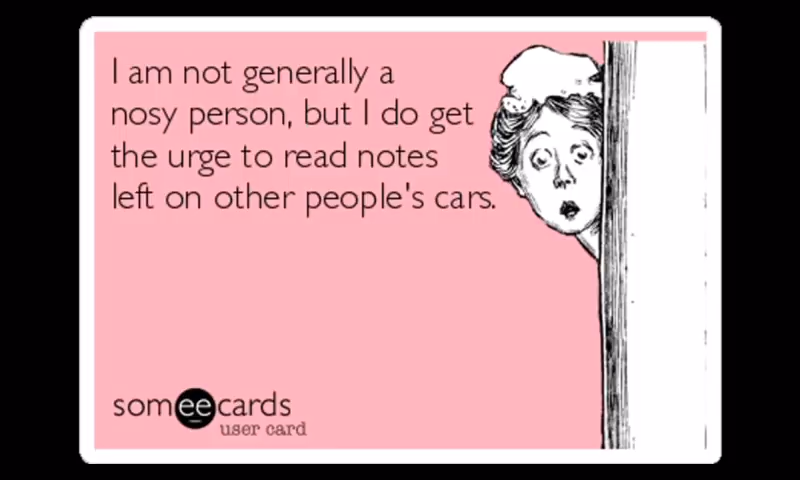 I am not generally a
nosy person, but I do get
the urge to read notes
left on other people's cars.
someecards
user card